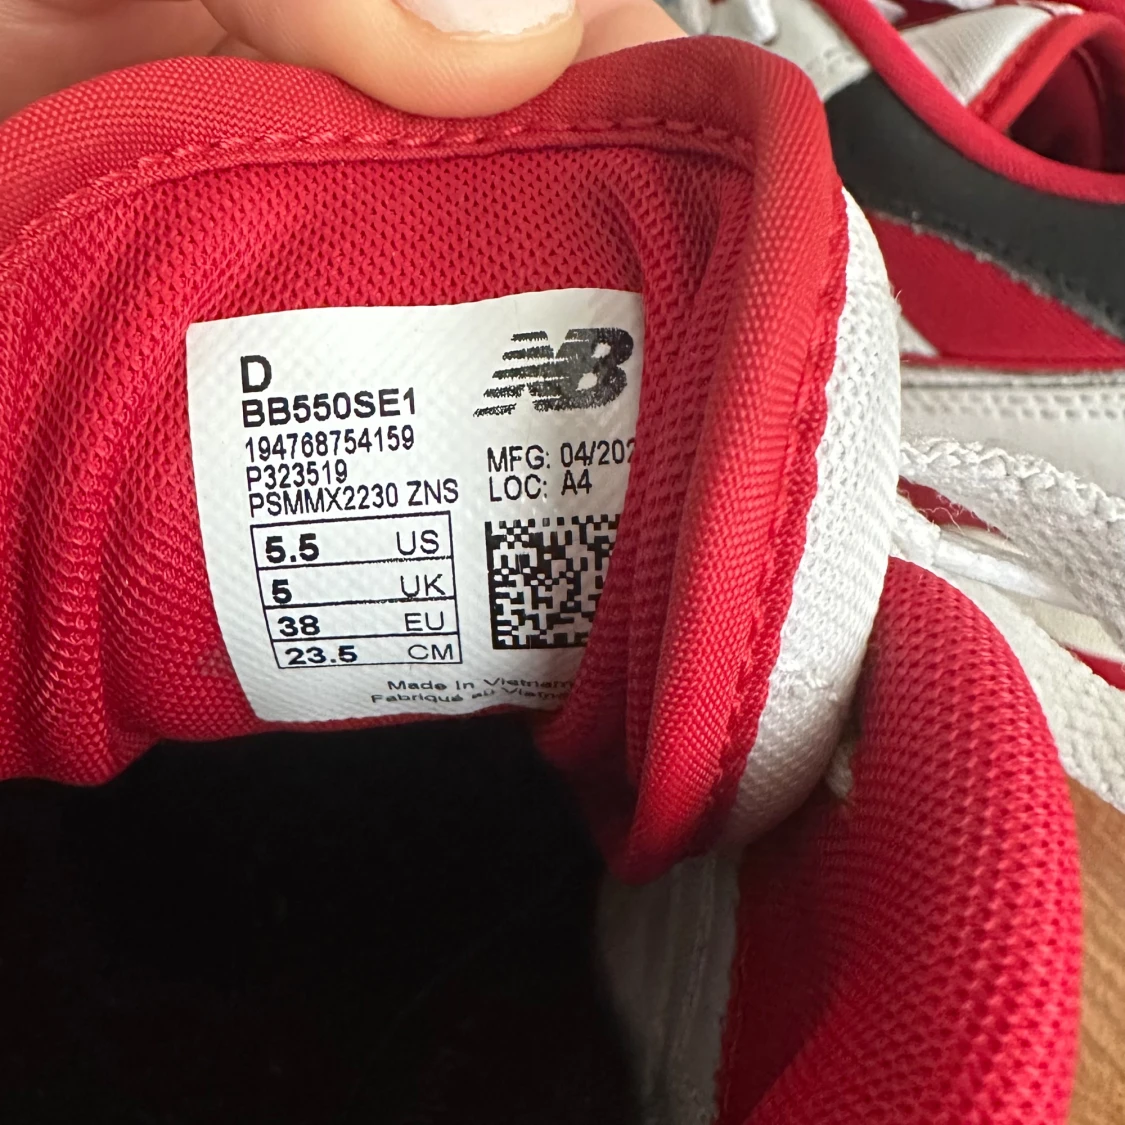 D
BB550SE1
194768754159
P323519
PSMMX2230 ZNS
5.5 US
5 UK
38 EU
23.5 CM
NB
MFG: 04/202
LOC: A4
Made in Vietnam
Fabriqué au Vietnam